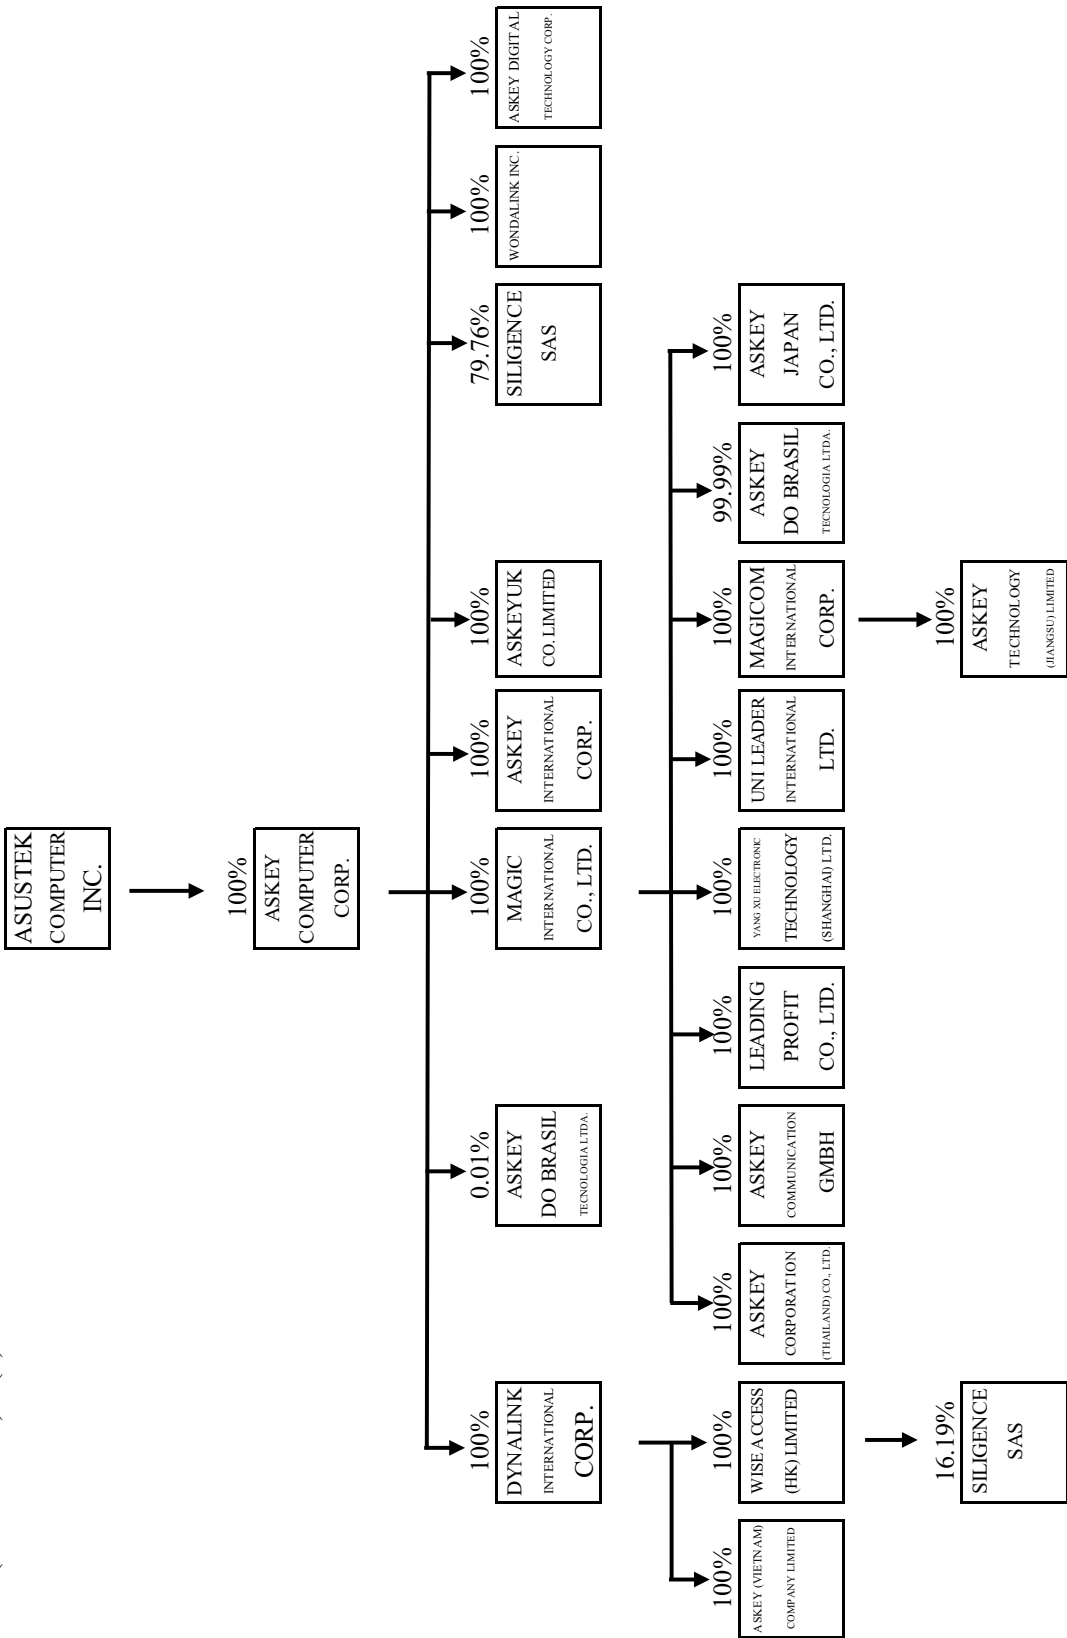 ASUSTEK
COMPUTER
INC.
100%
ASKEY
COMPUTER
CORP.
100%
DYNALINK
INTERNATIONAL
CORP.
0.01%
ASKEY
DO BRASIL
TECNOLOGIA LTDA.
100%
MAGIC
INTERNATIONAL
CO., LTD.
100%
ASKEY
INTERNATIONAL
CORP.
100%
ASKEYUK
CO. LIMITED
79.76%
SILIGENCE
SAS
100%
WONDALINK INC.
100%
ASKEY DIGITAL
TECHNOLOGY CORP.
100%
ASKEY (VIETNAM)
COMPANY LIMITED
100%
WISE ACCESS
(HK) LIMITED
100%
ASKEY
CORPORATION
(THAILAND) CO., LTD.
100%
ASKEY
COMMUNICATION
GMBH
100%
LEADING
PROFIT
CO., LTD.
100%
YANG XU ELECTRONIC
TECHNOLOGY
(SHANGHAI) LTD.
100%
UNI LEADER
INTERNATIONAL
LTD.
100%
MAGICOM
INTERNATIONAL
CORP.
99.99%
ASKEY
DO BRASIL
TECNOLOGIA LTDA.
100%
ASKEY
JAPAN
CO., LTD.
16.19%
SILIGENCE
SAS
100%
ASKEY
TECHNOLOGY
(JIANGSU) LIMITED